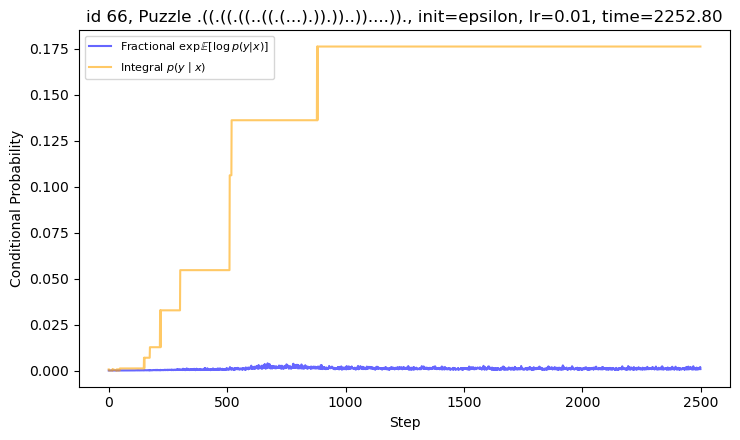 id 66, Puzzle .((.((.((..((.(...).)).))..))....))., init=epsilon, lr=0.01, time=2252.80
Fractional exp𝔼[log p(y|x)]
Integral p(y | x)
0.175
0.150
0.125
0.100
0.075
0.050
0.025
0.000
Conditional Probability
0
500
1000
1500
2000
2500
Step